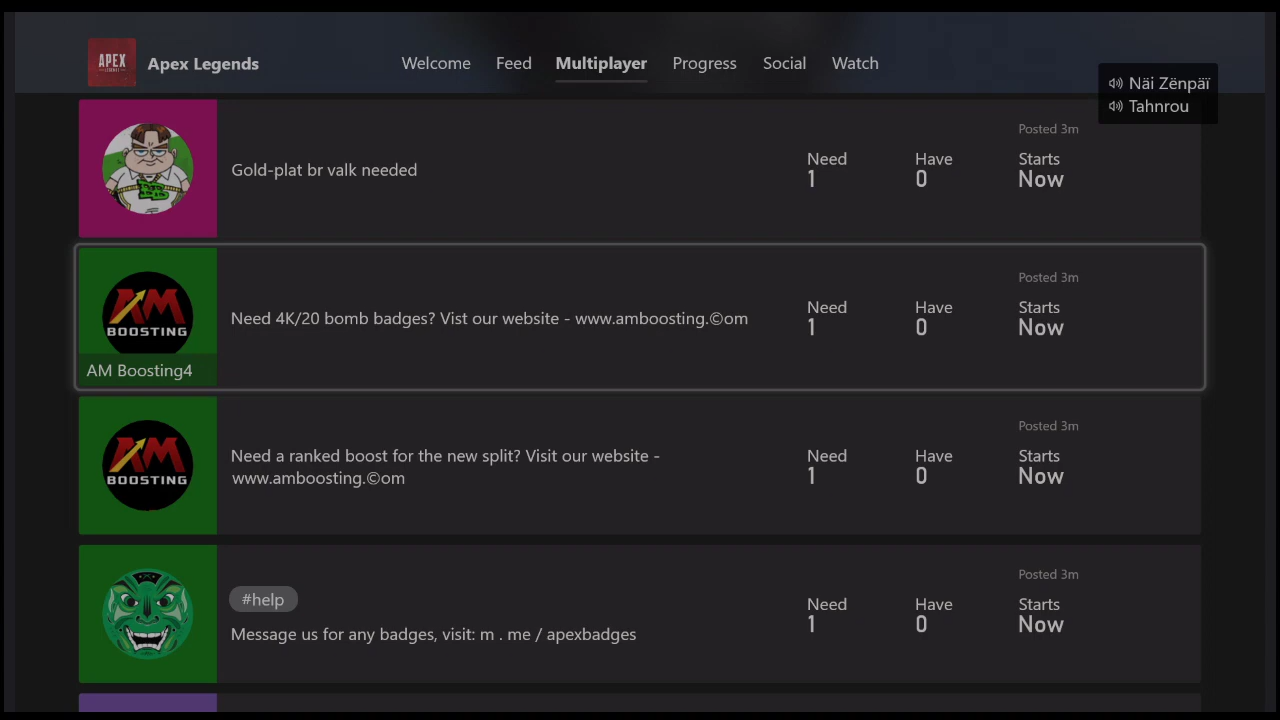 APEX
Apex Legends
Welcome
Feed
Multiplayer
Progress
Social
Watch
Näi Zënpäï
Tahnrou
Posted 3m
Gold-plat br valk needed
Need
1
Have
0
Starts
Now
Posted 3m
AM
BOOSTING
AM Boosting4
Need 4K/20 bomb badges? Vist our website - www.amboosting.©om
Need
1
Have
0
Starts
Now
Posted 3m
AM
BOOSTING
Need a ranked boost for the new split? Visit our website -
www.amboosting.©om
Need
1
Have
0
Starts
Now
Posted 3m
#help
Message us for any badges, visit: m . me / apexbadges
Need
1
Have
0
Starts
Now